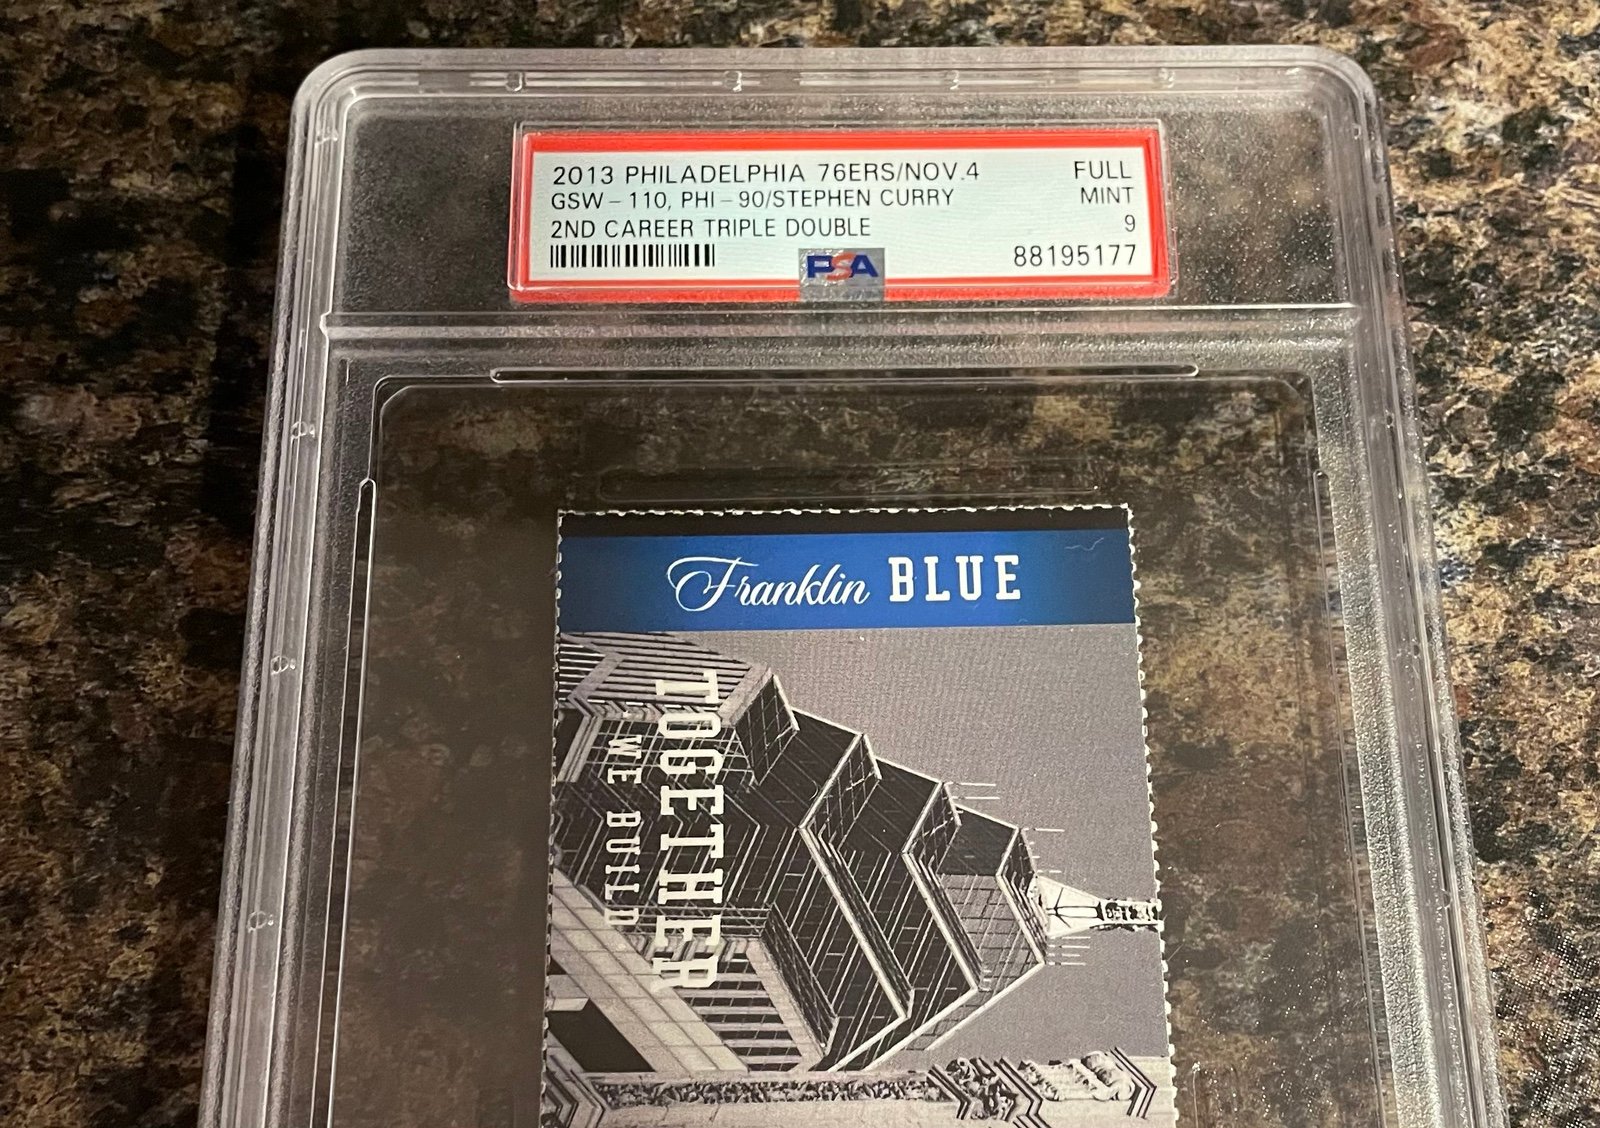 2013 PHILADELPHIA 76ERS/NOV.4 FULL
GSW - 110, PHI - 90/STEPHEN CURRY MINT
2ND CAREER TRIPLE DOUBLE 9
PSA 88195177
Franklin BLUE
TOGETHER
WE BUILD